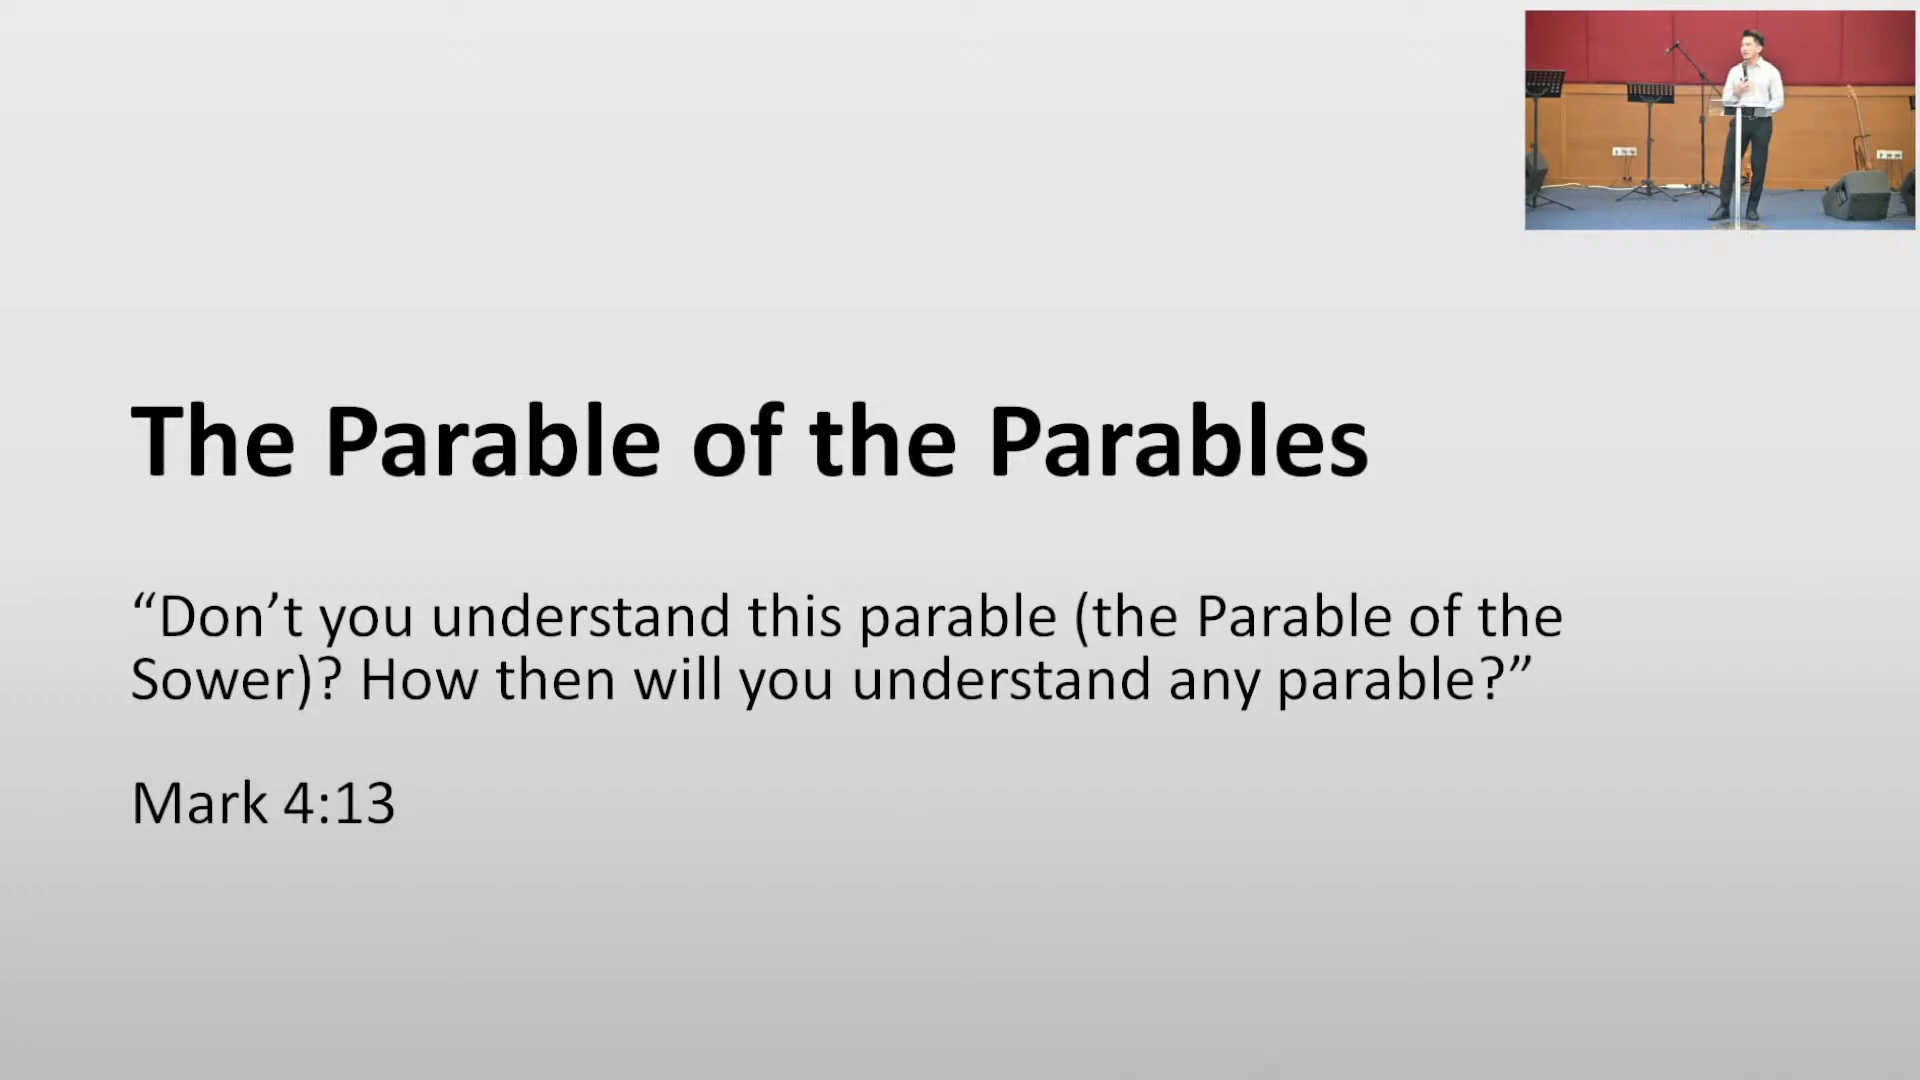 The Parable of the Parables
“Don’t you understand this parable (the Parable of the
Sower)? How then will you understand any parable?”
Mark 4:13